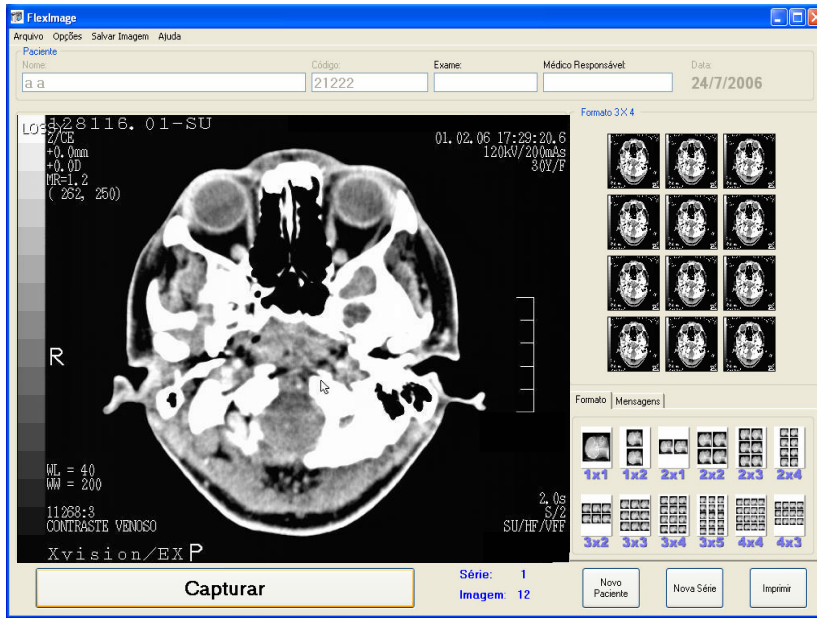 FlexImage
Arquivo Opções Salvar Imagem Ajuda
Paciente
Nome: Código: Exame: Médico Responsável: Data:
a a 21222 24/7/2006
128116. 01-SU
Z/CE
+0.0mm
+0.0D
MR=1.2
( 262, 250)
01.02.06 17:29:20.6
120kV/200mAs
30Y/F
R
WL = 40
WW = 200
11268:3
CONTRASTE VENOSO
Xvision/EX P
2.0s
S/2
SU/HF/VFF
Formato 3X4
Formato Mensagens
1x1 1x2 2x1 2x2 2x3 2x4
3x2 3x3 3x4 3x5 4x4 4x3
Capturar
Série: 1
Imagem: 12
Novo
Paciente
Nova Série
Imprimir